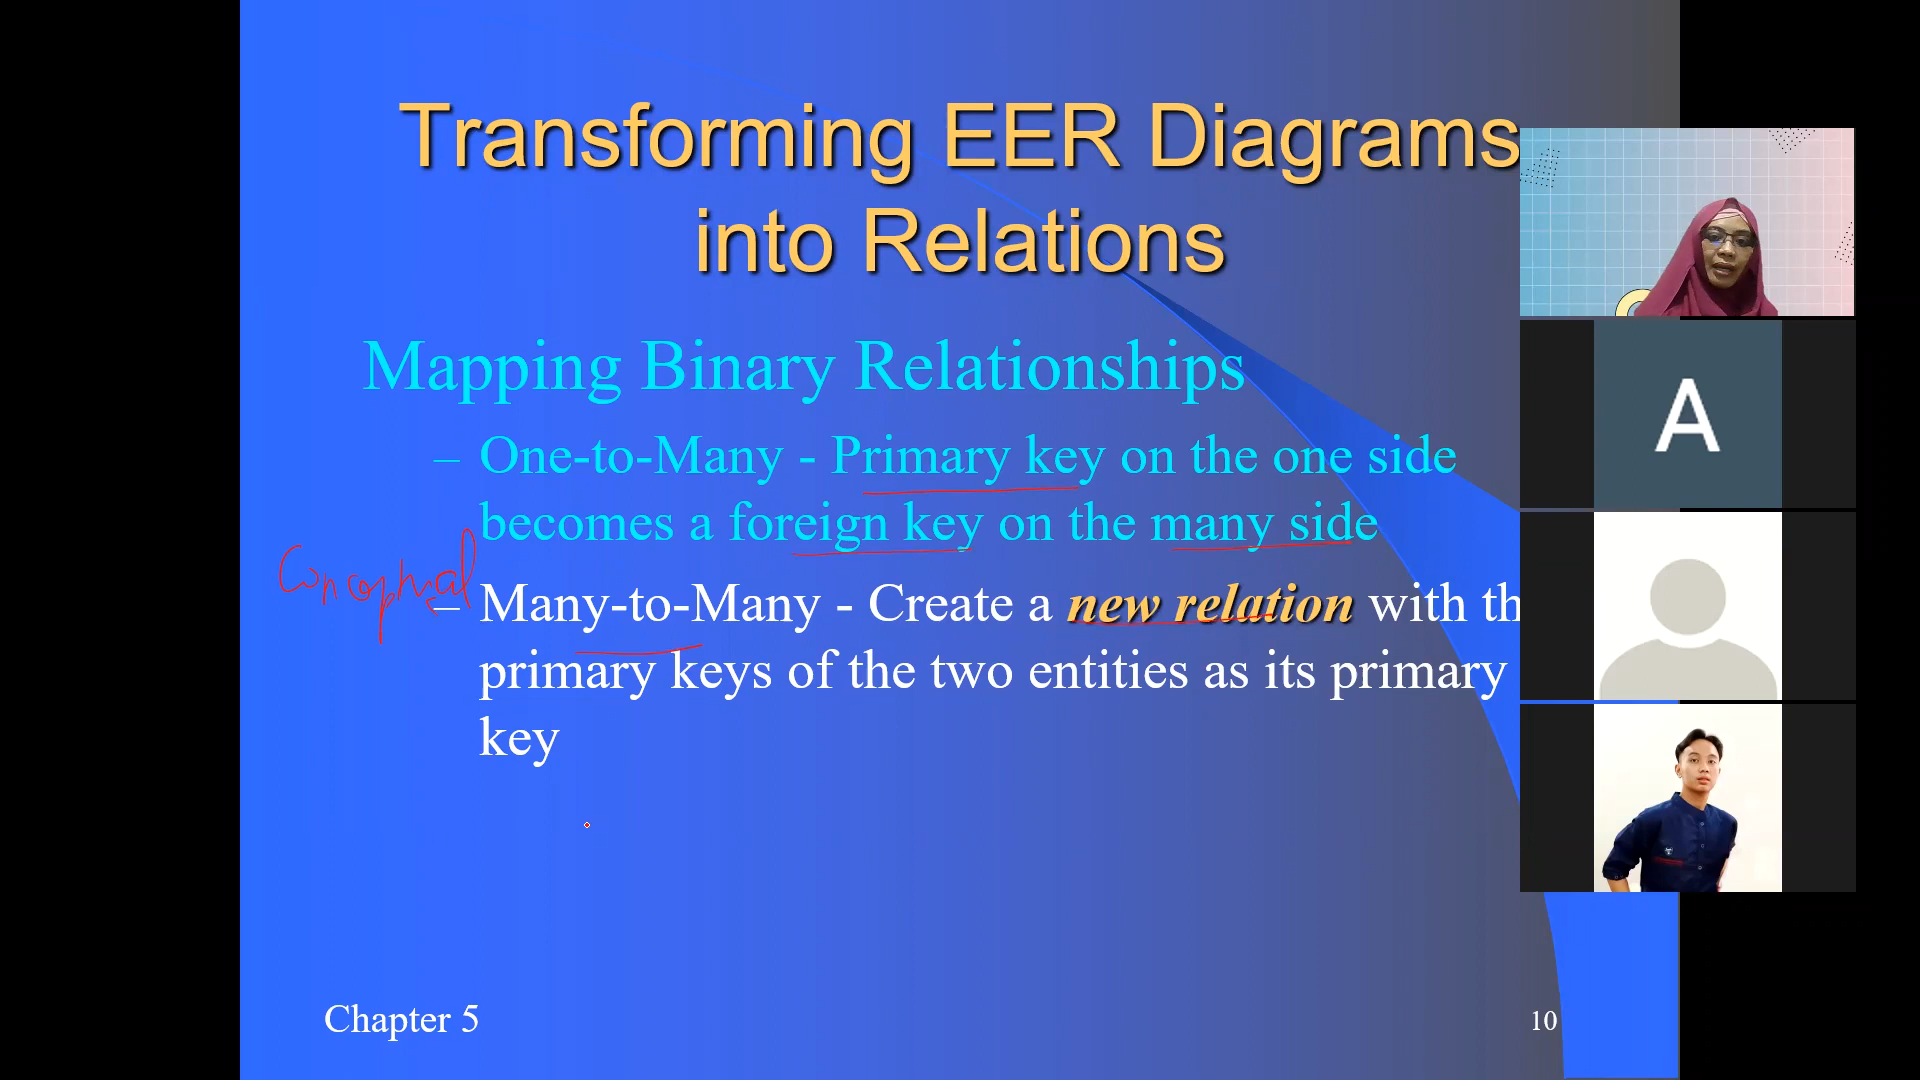 Transforming EER Diagrams
into Relations
Mapping Binary Relationships
– One-to-Many - Primary key on the one side
becomes a foreign key on the many side
Conceptual
– Many-to-Many - Create a new relation with th
primary keys of the two entities as its primary
key
A
Chapter 5
10